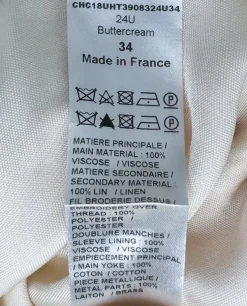 CHC18UHT3908324U34
24U
Buttercream
34
Made in France
MATIERE PRINCIPALE /
MAIN MATERIAL : 100%
VISCOSE / VISCOSE
MATIERE SECONDAIRE /
SECONDARY MATERIAL :
100% LIN / LINEN
FIL BRODERIE DESSUS /
EMBROIDERY OVER
THREAD : 100%
POLYESTER /
POLYESTER
DOUBLURE MANCHES /
SLEEVE LINING : 100%
VISCOSE / VISCOSE
EMPIECEMENT PRINCIPAL
/ MAIN YOKE : 100%
COTON / COTTON
PIECE METALLIQUE /
METAL PARTS : 100%
LAITON / BRASS